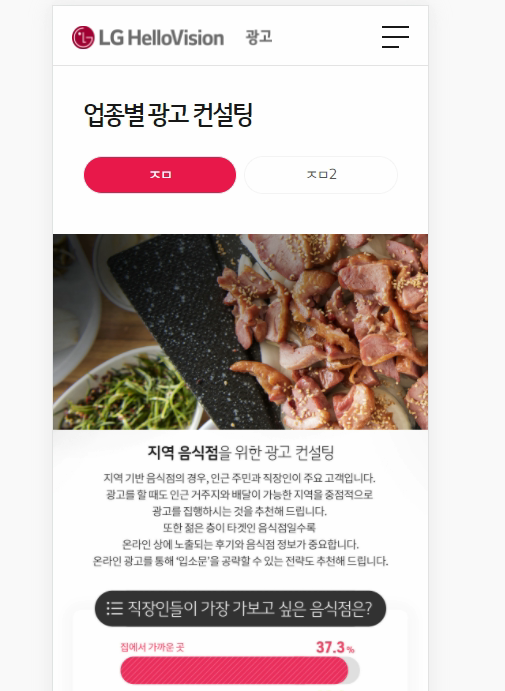 LG HelloVision 광고
업종별 광고 컨설팅
ㅈㅁ ㅈㅁ2
지역 음식점을 위한 광고 컨설팅
지역 기반 음식점의 경우, 인근 주민과 직장인이 주요 고객입니다.
광고를 할 때도 인근 거주지와 배달이 가능한 지역을 중점적으로
광고를 집행하시는 것을 추천해 드립니다.
또한 젊은 층이 타겟인 음식점일수록
온라인 상에 노출되는 후기와 음식점 정보가 중요합니다.
온라인 광고를 통해 '입소문'을 공략할 수 있는 전략도 추천해 드립니다.
직장인들이 가장 가보고 싶은 음식점은?
집에서 가까운 곳 37.3%